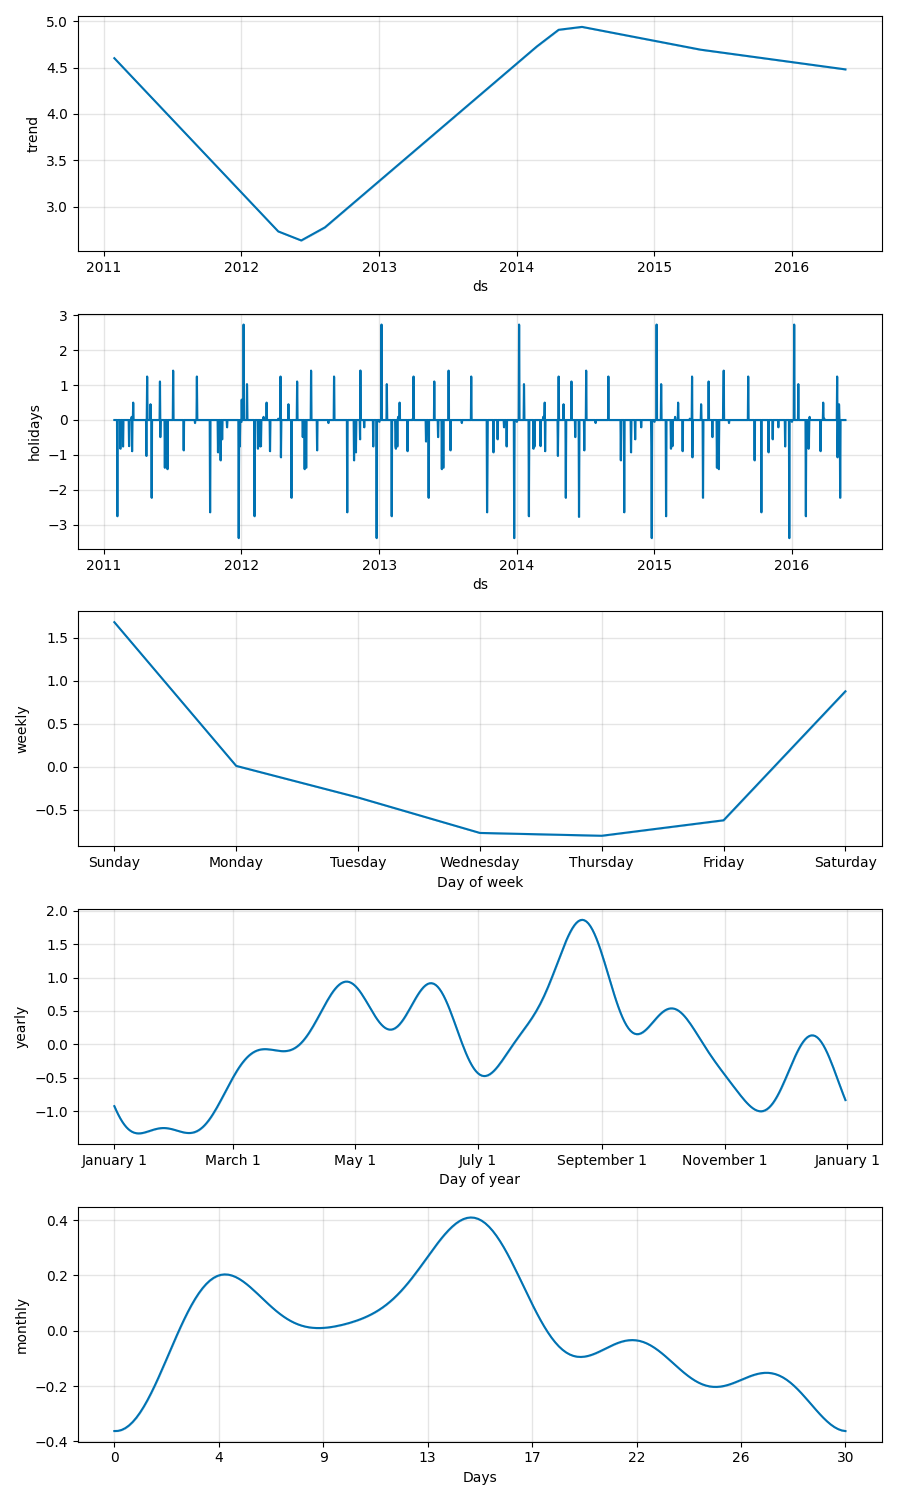 5.0
4.5
4.0
3.5
3.0
trend
2011 2012 2013 2014 2015 2016
ds
3
2
1
0
−1
−2
−3
holidays
2011 2012 2013 2014 2015 2016
ds
1.5
1.0
0.5
0.0
−0.5
weekly
Sunday Monday Tuesday Wednesday Thursday Friday Saturday
Day of week
2.0
1.5
1.0
0.5
0.0
−0.5
−1.0
yearly
January 1 March 1 May 1 July 1 September 1 November 1 January 1
Day of year
0.4
0.2
0.0
−0.2
−0.4
monthly
0 4 9 13 17 22 26 30
Days